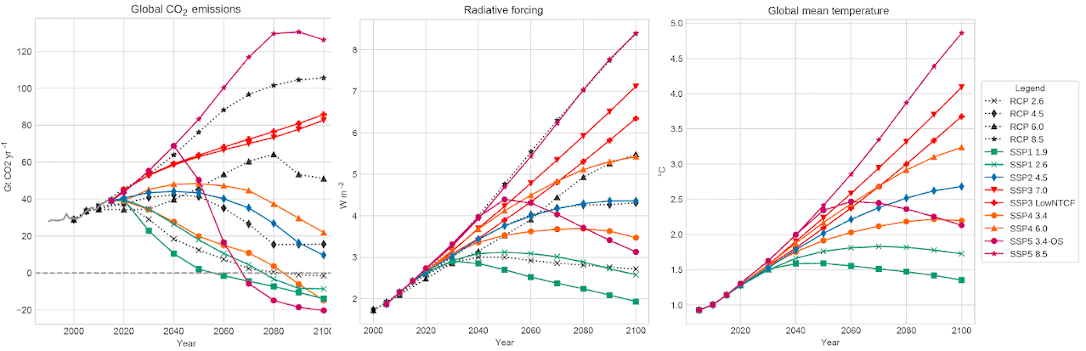 Global CO2 emissions
Gt CO2 yr -1
120
100
80
60
40
20
0
−20
2000
2020
2040
2060
2080
2100
Year
Radiative forcing
W m -2
8
7
6
5
4
3
2
2000
2020
2040
2060
2080
2100
Year
Global mean temperature
°C
5.0
4.5
4.0
3.5
3.0
2.5
2.0
1.5
1.0
2020
2040
2060
2080
2100
Year
Legend
RCP 2.6
RCP 4.5
RCP 6.0
RCP 8.5
SSP1 1.9
SSP1 2.6
SSP2 4.5
SSP3 7.0
SSP3 LowNTCF
SSP4 3.4
SSP4 6.0
SSP5 3.4-OS
SSP5 8.5